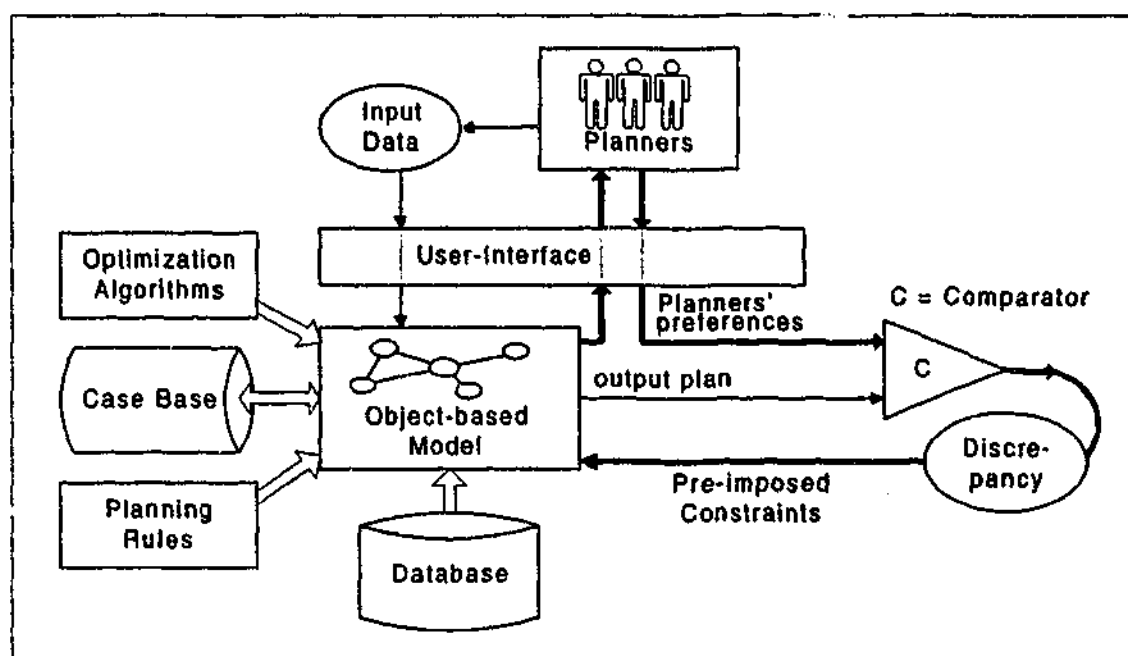 Input
Data
Planners
User-Interface
Optimization
Algorithms
Planners'
preferences
C = Comparator
C
Case Base
Object-based
Model
output plan
Discre-
pancy
Pre-imposed
Constraints
Planning
Rules
Database